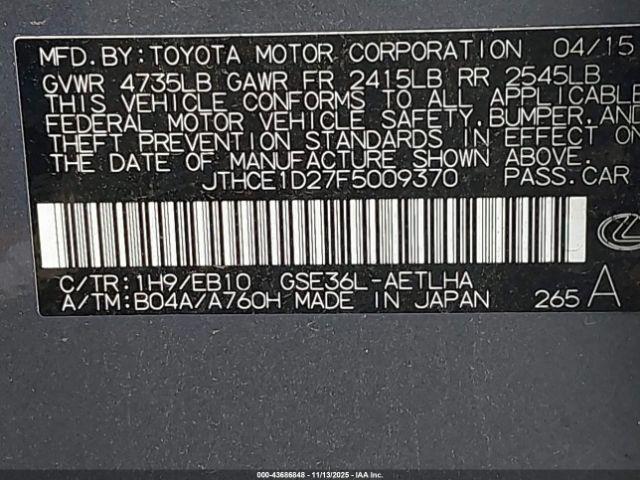 MFD.BY:TOYOTA MOTOR CORPORATION 04/15
GVWR 4735LB GAWR FR 2415LB RR 2545LB
THIS VEHICLE CONFORMS TO ALL APPLICABLE
FEDERAL MOTOR VEHICLE SAFETY,BUMPER,AND
THEFT PREVENTION STANDARDS IN EFFECT ON
THE DATE OF MANUFACTURE SHOWN ABOVE.
JTHCE1D27F5009370 PASS.CAR
C/TR:1H9/EB10 GSE36L-AETLHA
A/TM:B04A/A760H MADE IN JAPAN 265 A
000-43686848 - 11/13/2025 - IAA Inc.